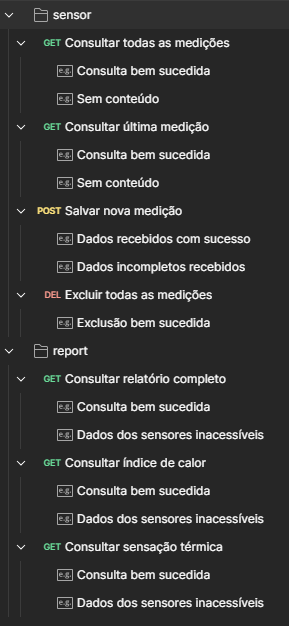 sensor
GET Consultar todas as medições
e.g. Consulta bem sucedida
e.g. Sem conteúdo
GET Consultar última medição
e.g. Consulta bem sucedida
e.g. Sem conteúdo
POST Salvar nova medição
e.g. Dados recebidos com sucesso
e.g. Dados incompletos recebidos
DEL Excluir todas as medições
e.g. Exclusão bem sucedida
report
GET Consultar relatório completo
e.g. Consulta bem sucedida
e.g. Dados dos sensores inacessíveis
GET Consultar índice de calor
e.g. Consulta bem sucedida
e.g. Dados dos sensores inacessíveis
GET Consultar sensação térmica
e.g. Consulta bem sucedida
e.g. Dados dos sensores inacessíveis